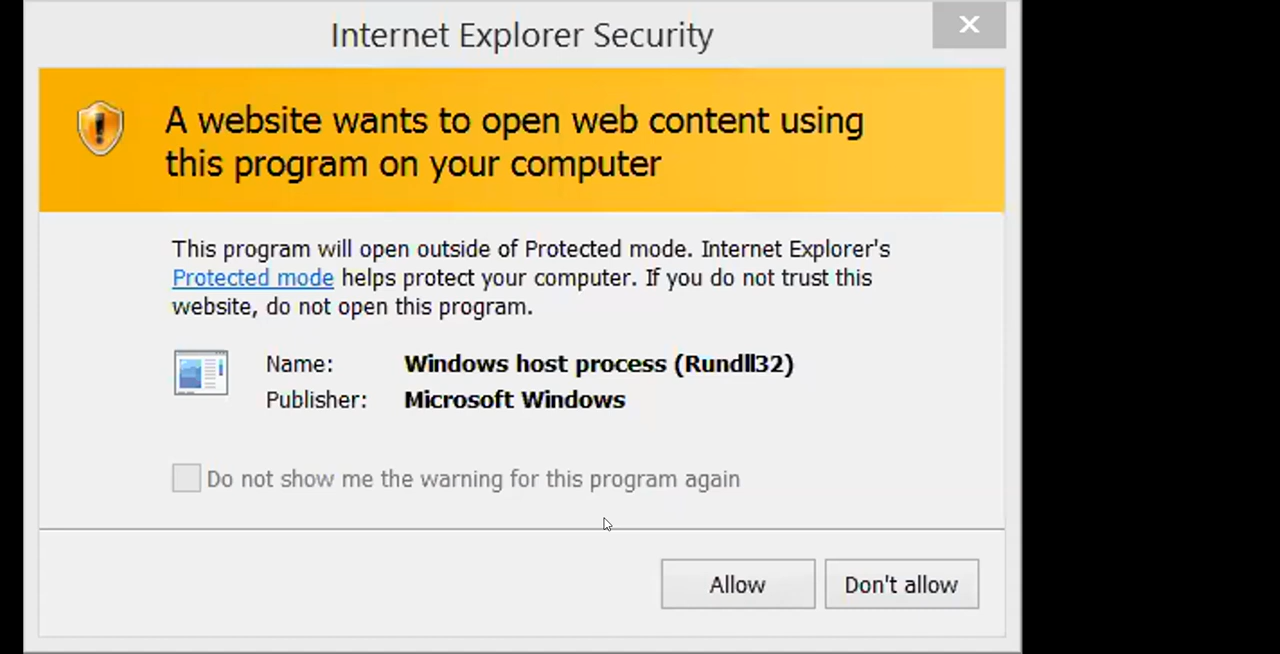 Internet Explorer Security
A website wants to open web content using
this program on your computer
This program will open outside of Protected mode. Internet Explorer's
Protected mode helps protect your computer. If you do not trust this
website, do not open this program.
Name: Windows host process (Rundll32)
Publisher: Microsoft Windows
Do not show me the warning for this program again
Allow Don't allow